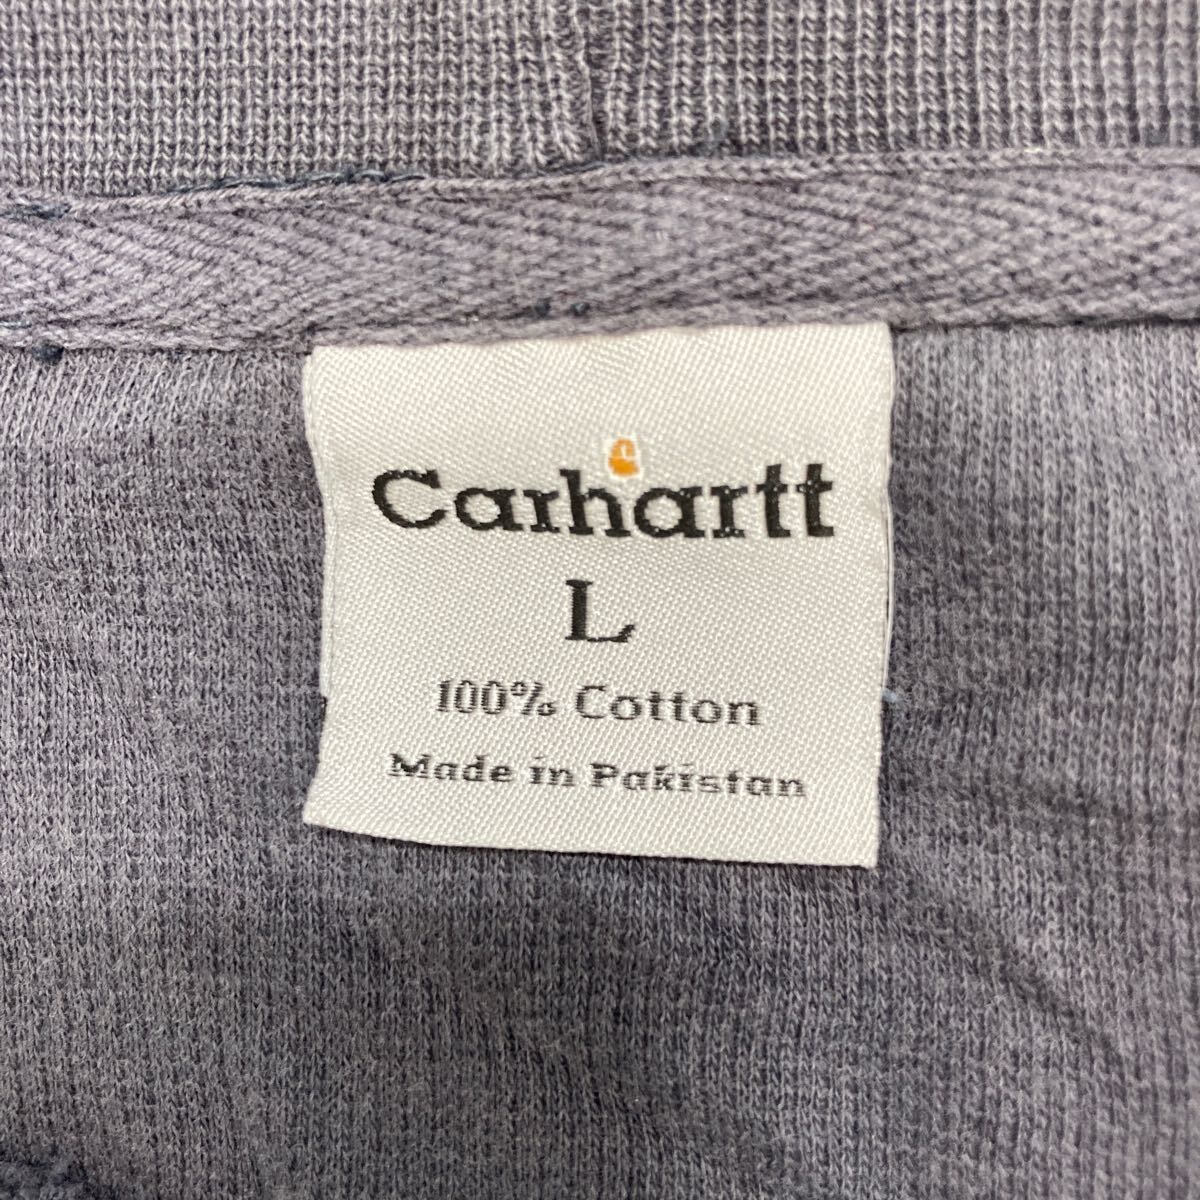 Carhartt
L
100% Cotton
Made in Pakistan